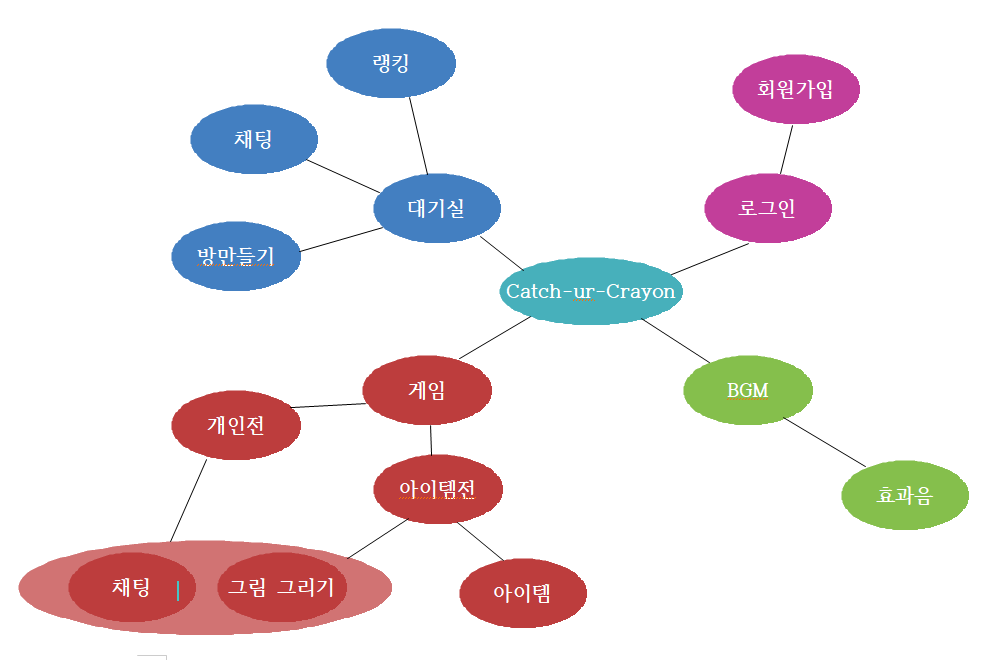 랭킹
회원가입
채팅
대기실
로그인
방만들기
Catch-ur-Crayon
게임
BGM
개인전
아이템전
효과음
채팅
그림 그리기
아이템